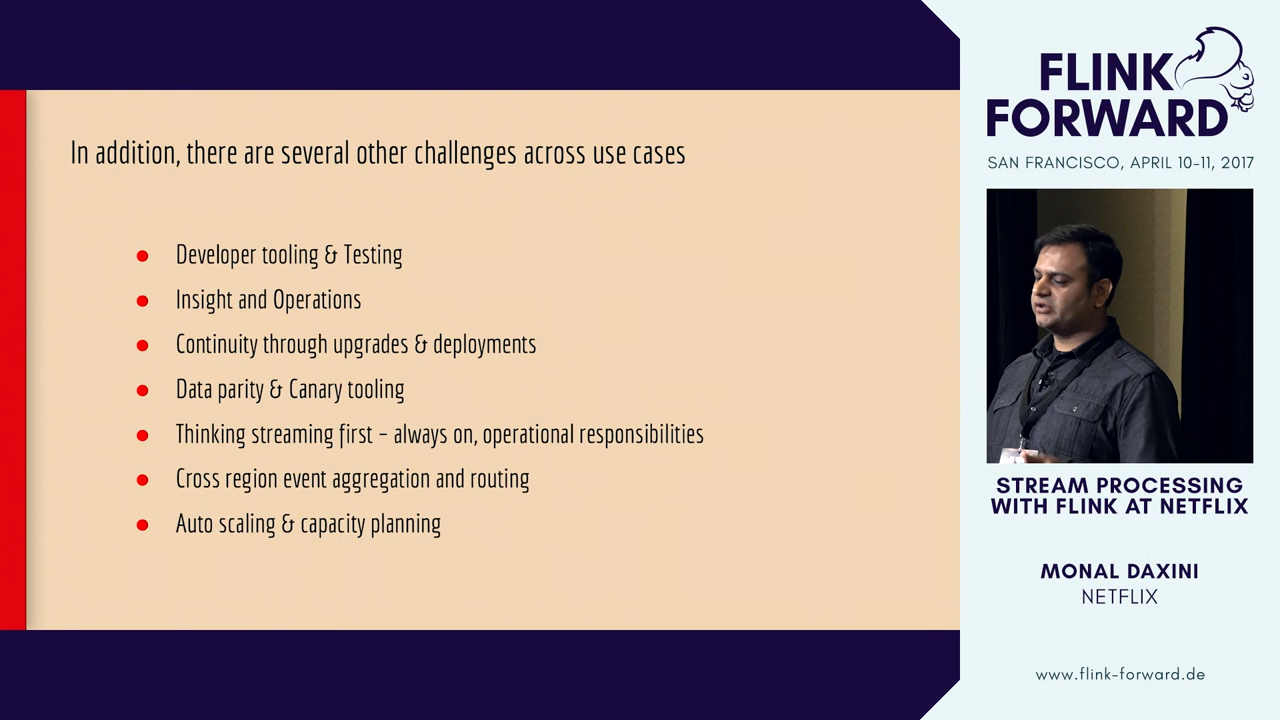 In addition, there are several other challenges across use cases
● Developer tooling & Testing
● Insight and Operations
● Continuity through upgrades & deployments
● Data parity & Canary tooling
● Thinking streaming first – always on, operational responsibilities
● Cross region event aggregation and routing
● Auto scaling & capacity planning
FLINK
FORWARD
SAN FRANCISCO, APRIL 10-11, 2017
STREAM PROCESSING
WITH FLINK AT NETFLIX
MONAL DAXINI
NETFLIX
www.flink-forward.de